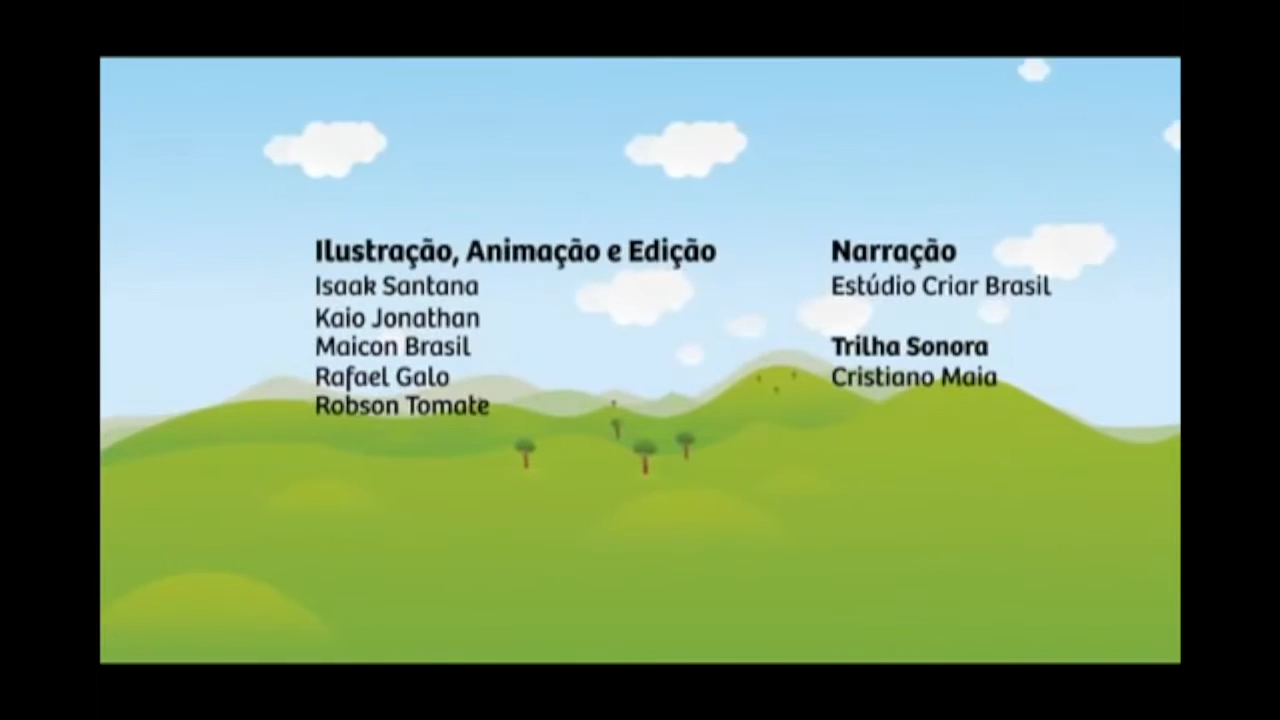 Ilustração, Animação e Edição
Isaak Santana
Kaio Jonathan
Maicon Brasil
Rafael Galo
Robson Tomate
Narração
Estúdio Criar Brasil
Trilha Sonora
Cristiano Maia